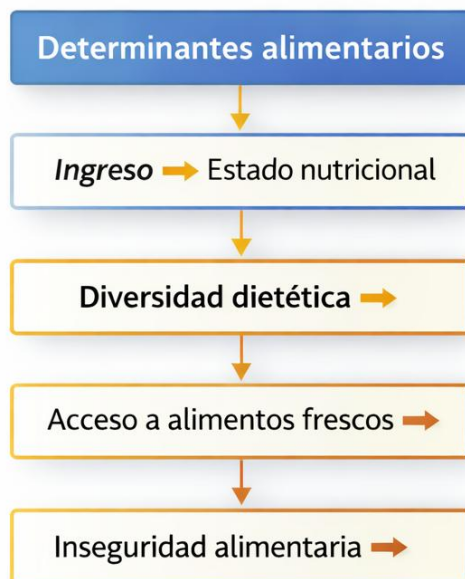 Determinantes alimentarios
Ingreso → Estado nutricional
Diversidad dietética →
Acceso a alimentos frescos →
Inseguridad alimentaria →